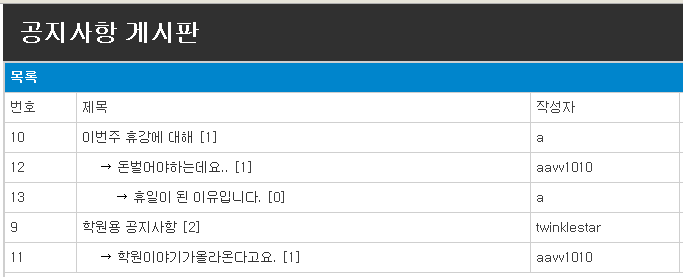 공지사항 게시판
목록
번호 제목 작성자
10 이번주 휴강에 대해 [1] a
12 → 돈벌어야하는데요.. [1] aavv1010
13 → 휴일이 된 이유입니다. [0] a
9 학원용 공지사항 [2] twinklestar
11 → 학원이야기가올라온다고요. [1] aavv1010